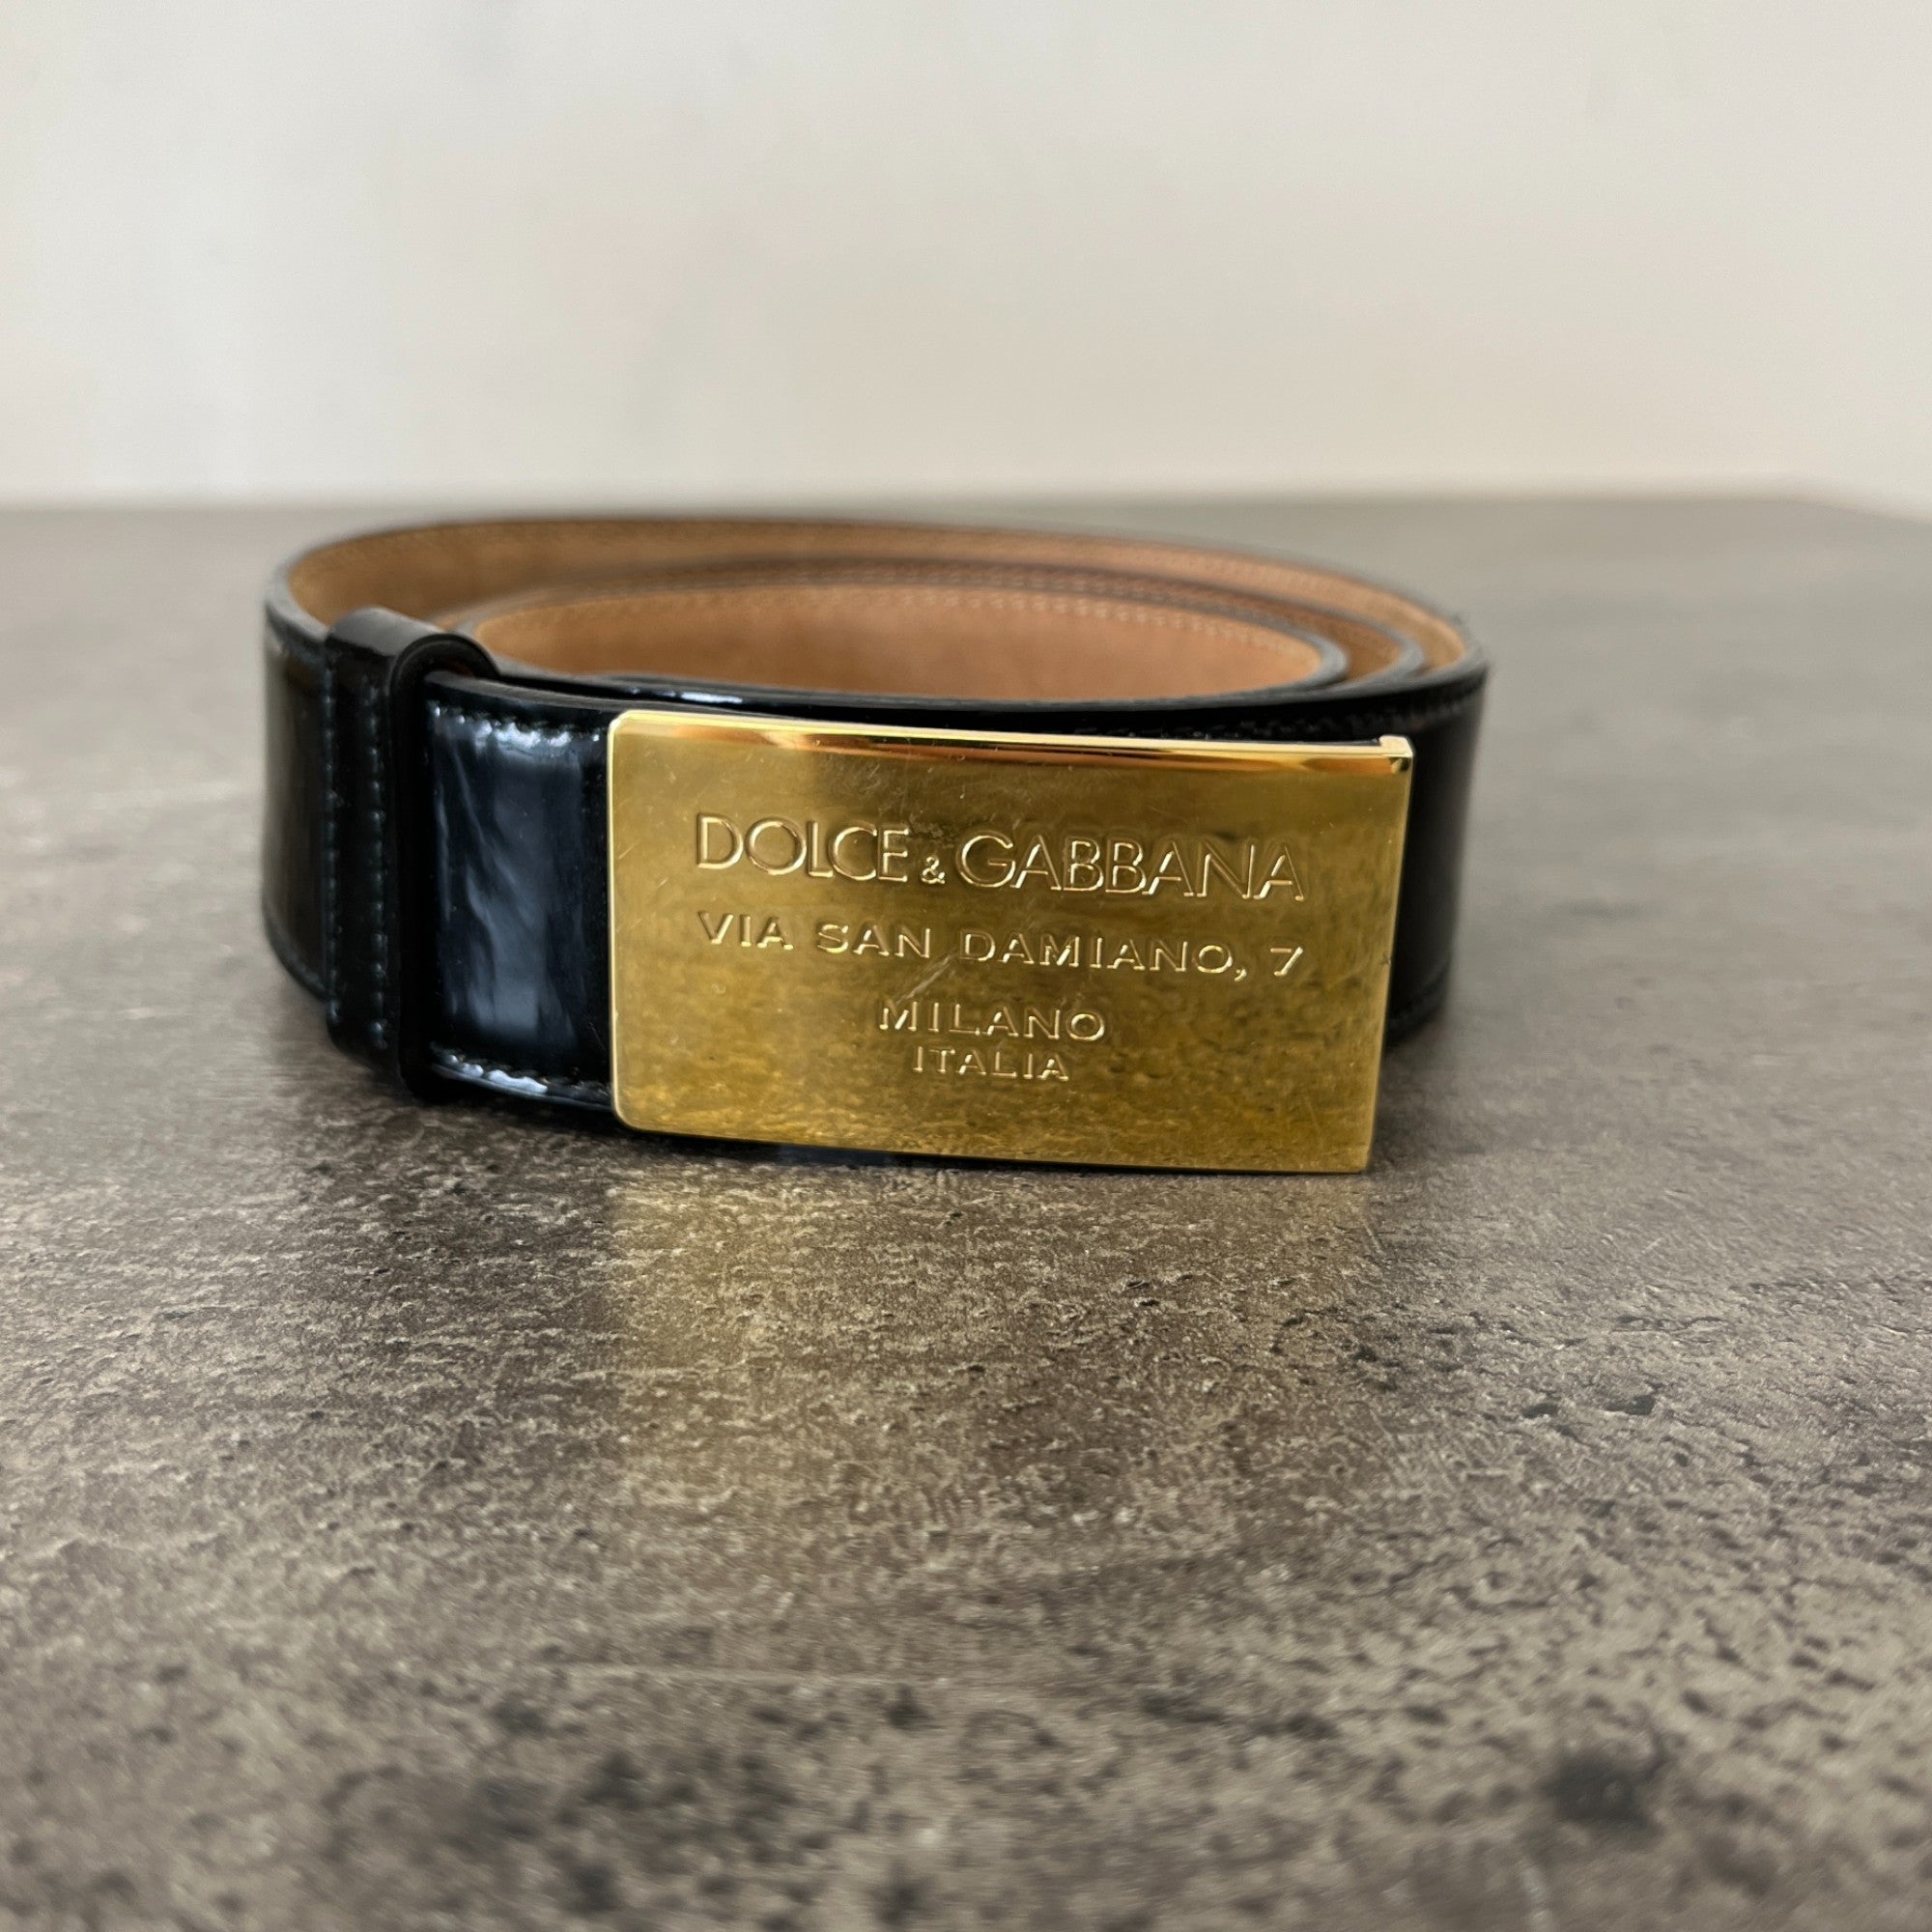 DOLCE & GABBANA
VIA SAN DAMIANO, 7
MILANO
ITALIA